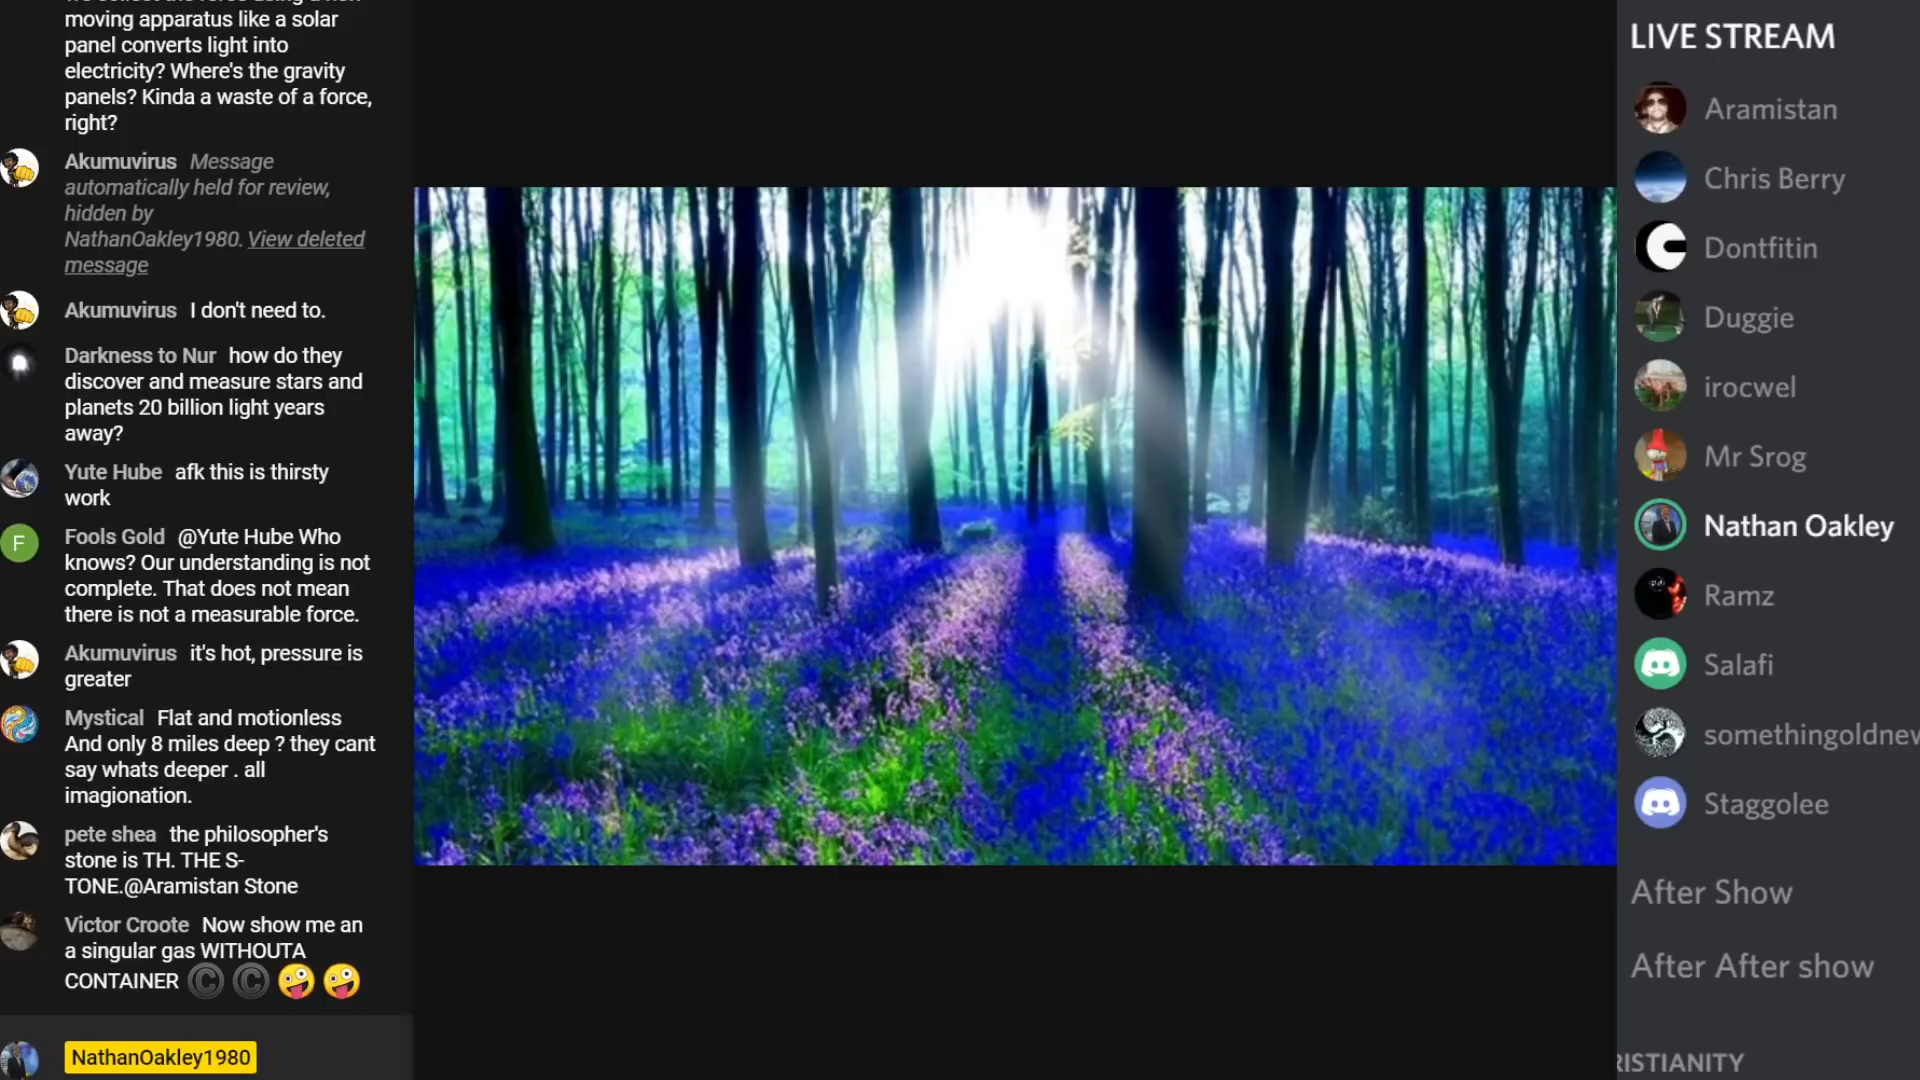 moving apparatus like a solar
panel converts light into
electricity? Where's the gravity
panels? Kinda a waste of a force,
right?
Akumuvirus Message
automatically held for review,
hidden by
NathanOakley1980. View deleted
message
Akumuvirus I don't need to.
Darkness to Nur how do they
discover and measure stars and
planets 20 billion light years
away?
Yute Hube afk this is thirsty
work
F
Fools Gold @Yute Hube Who
knows? Our understanding is not
complete. That does not mean
there is not a measurable force.
Akumuvirus it's hot, pressure is
greater
Mystical Flat and motionless
And only 8 miles deep ? they cant
say whats deeper . all
imagionation.
pete shea the philosopher's
stone is TH. THE S-
TONE.@Aramistan Stone
Victor Croote Now show me an
a singular gas WITHOUTA
CONTAINER © © 🤪 🤪
NathanOakley1980
LIVE STREAM
Aramistan
Chris Berry
Dontfitin
Duggie
irocwel
Mr Srog
Nathan Oakley
Ramz
Salafi
somethingoldnew
Staggolee
After Show
After After show
RISTIANITY